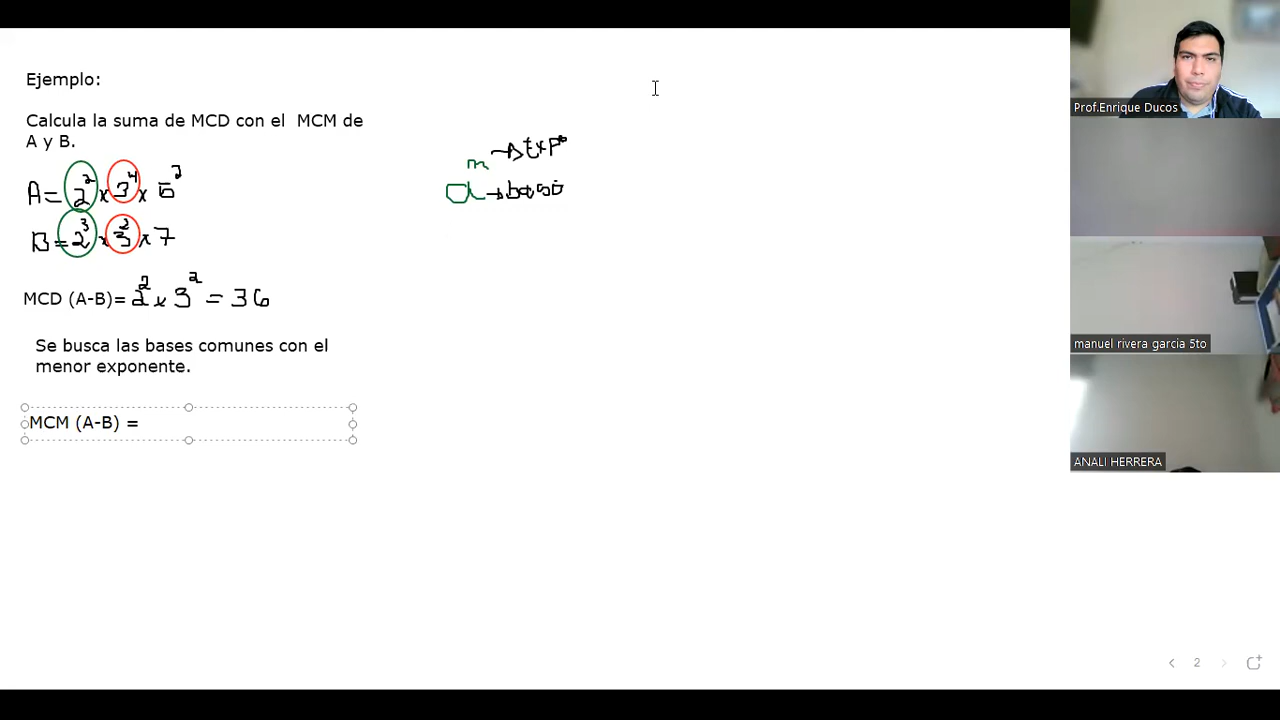 Ejemplo:
Calcula la suma de MCD con el MCM de
A y B.
A= 2² x 3⁴ x 5²
B= 2³ x 3² x 7
MCD (A-B)= 2² x 3² = 36
Se busca las bases comunes con el
menor exponente.
MCM (A-B) =
m
a
Prof.Enrique Ducos
manuel rivera garcia 5to
ANALI HERRERA
2